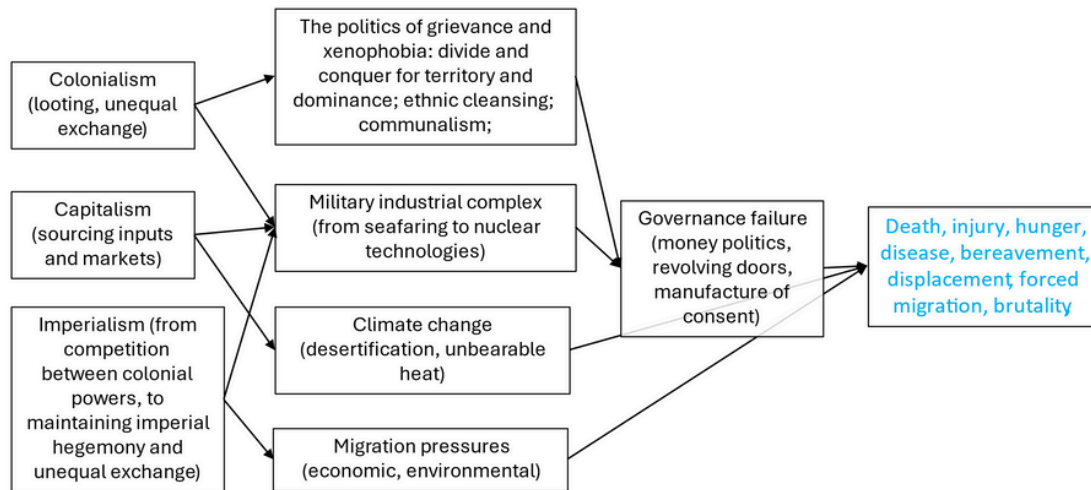 Colonialism
(looting, unequal
exchange)
Capitalism
(sourcing inputs
and markets)
Imperialism (from
competition
between colonial
powers, to
maintaining imperial
hegemony and
unequal exchange)
The politics of grievance and
xenophobia: divide and
conquer for territory and
dominance; ethnic cleansing;
communalism;
Military industrial complex
(from seafaring to nuclear
technologies)
Climate change
(desertification, unbearable
heat)
Migration pressures
(economic, environmental)
Governance failure
(money politics,
revolving doors,
manufacture of
consent)
Death, injury, hunger,
disease, bereavement,
displacement, forced
migration, brutality,